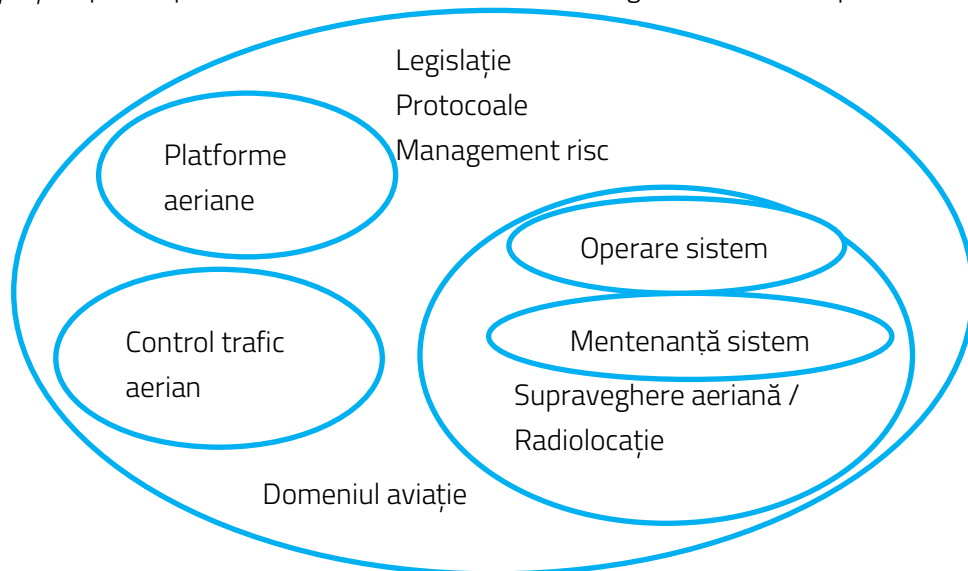 Legislație
Protocoale
Management risc
Platforme
aeriane
Operare sistem
Control trafic
aerian
Mentenanță sistem
Supraveghere aeriană /
Radiolocație
Domeniul aviație